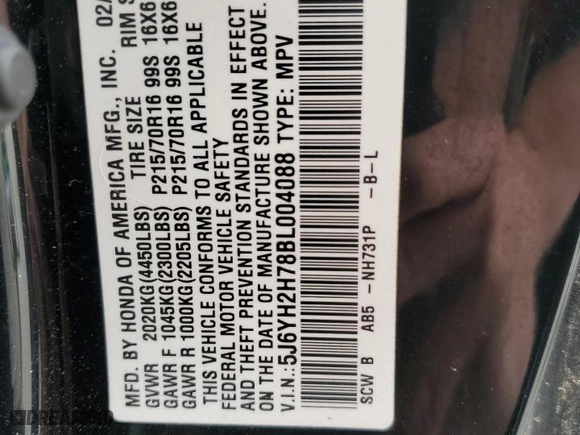 MFD. BY HONDA OF AMERICA MFG., INC. 02/
TIRE SIZE RIM S
GVWR 2020KG(4450LBS)
GAWR F 1045KG(2300LBS) P215/70R16 99S 16X6
GAWR R 1000KG(2205LBS) P215/70R16 99S 16X6
THIS VEHICLE CONFORMS TO ALL APPLICABLE
FEDERAL MOTOR VEHICLE SAFETY
AND THEFT PREVENTION STANDARDS IN EFFECT
ON THE DATE OF MANUFACTURE SHOWN ABOVE.
V.I.N.:5J6YH2H78BL004088 TYPE: MPV
SCW B AB5 -NH731P -B-L